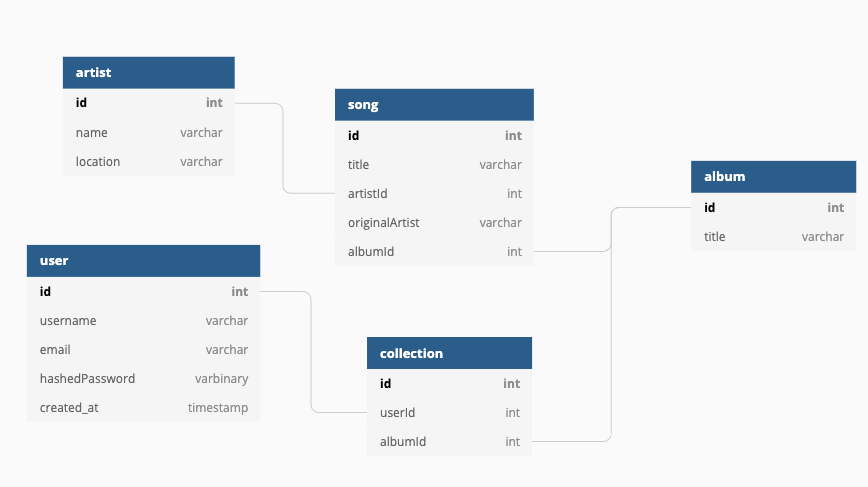 artist
id int
name varchar
location varchar
song
id int
title varchar
artistId int
originalArtist varchar
albumId int
album
id int
title varchar
user
id int
username varchar
email varchar
hashedPassword varbinary
created_at timestamp
collection
id int
userId int
albumId int